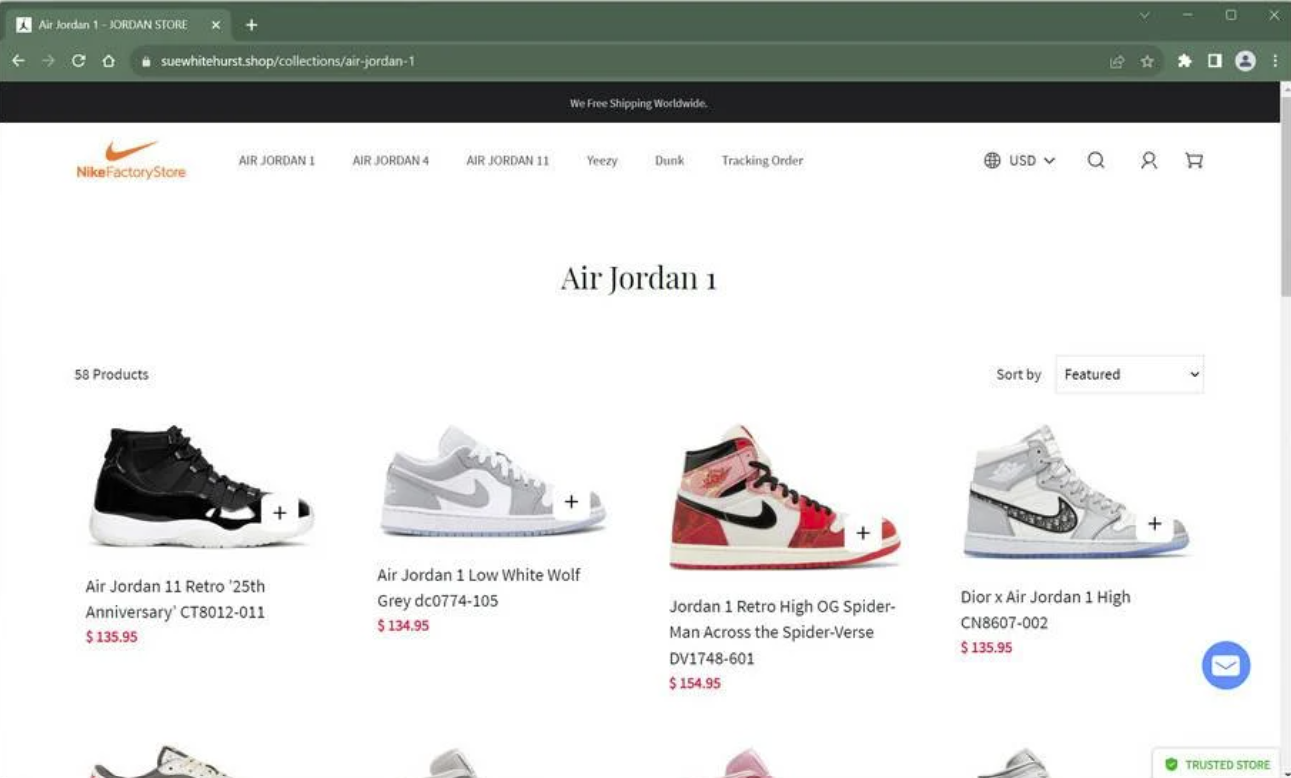 Air Jordan 1 - JORDAN STORE
suewhitehurst.shop/collections/air-jordan-1
We Free Shipping Worldwide.
NikeFactoryStore
AIR JORDAN 1 AIR JORDAN 4 AIR JORDAN 11 Yeezy Dunk Tracking Order USD
Air Jordan 1
58 Products
Sort by Featured
Air Jordan 11 Retro '25th
Anniversary' CT8012-011
$ 135.95
Air Jordan 1 Low White Wolf
Grey dc0774-105
$ 134.95
Jordan 1 Retro High OG Spider-
Man Across the Spider-Verse
DV1748-601
$ 154.95
Dior x Air Jordan 1 High
CN8607-002
$ 135.95
TRUSTED STORE